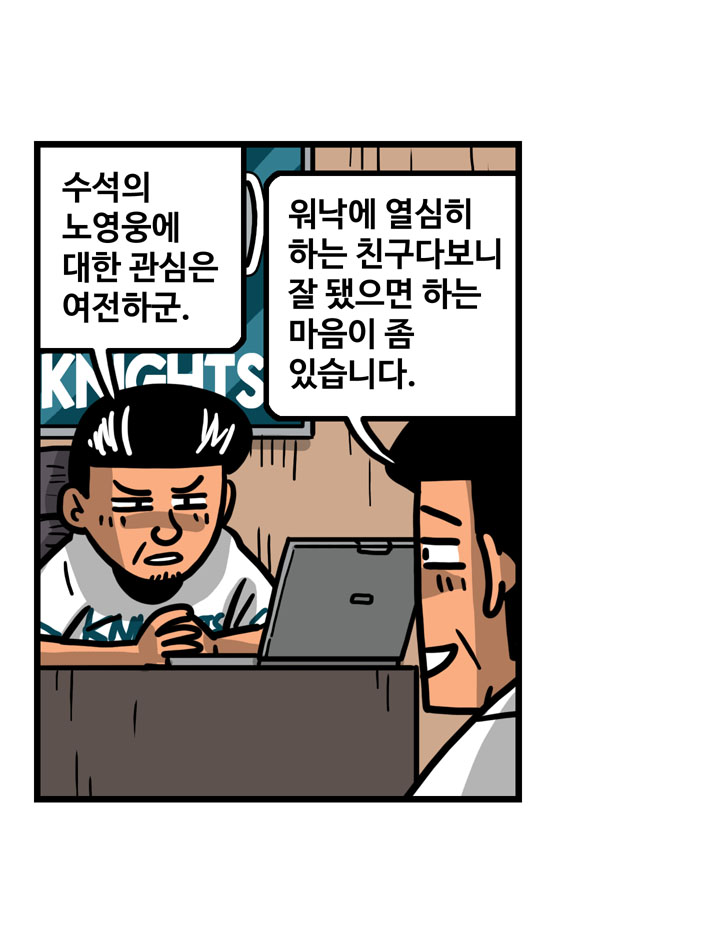 수석의
노영웅에
대한 관심은
여전하군.
워낙에 열심히
하는 친구다보니
잘 됐으면 하는
마음이 좀
있습니다.
KNIGHTS
KNIGHTS